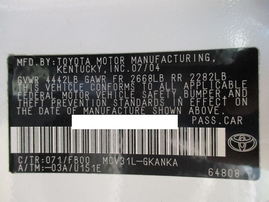 MFD. BY: TOYOTA MOTOR MANUFACTURING,
KENTUCKY, INC. 07/04
GVWR 4442LB GAWR FR 2668LB RR 2282LB
THIS VEHICLE CONFORMS TO ALL APPLICABLE
FEDERAL MOTOR VEHICLE SAFETY, BUMPER, AND
THEFT PREVENTION STANDARDS IN EFFECT ON
THE DATE OF MANUFACTURE SHOWN ABOVE.
PASS.CAR
C/TR: 071/FB00 MCV31L-GKANKA
A/TM: -03A/U151E
TOYOTA
64808